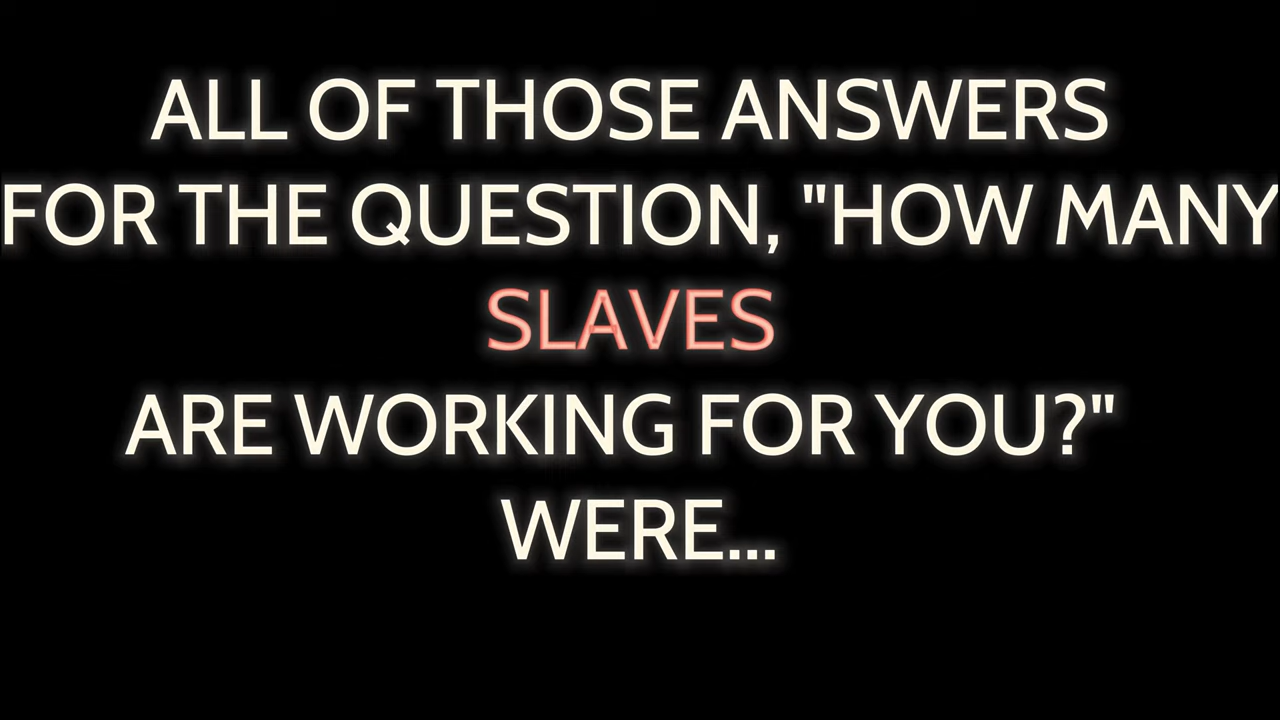 ALL OF THOSE ANSWERS
FOR THE QUESTION, "HOW MANY
SLAVES
ARE WORKING FOR YOU?"
WERE...